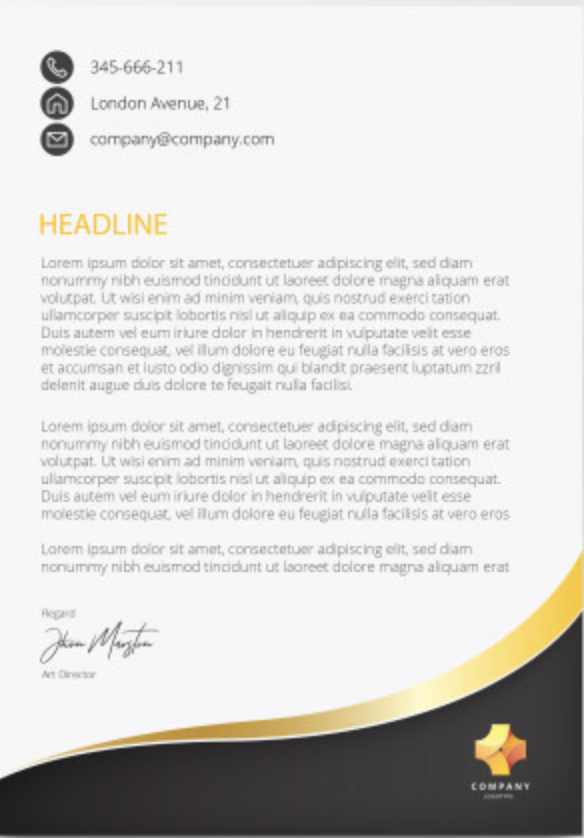 345-666-211
London Avenue, 21
company@company.com
HEADLINE
Lorem ipsum dolor sit amet, consectetuer adipiscing elit, sed diam
nonummy nibh euismod tincidunt ut laoreet dolore magna aliquam erat
volutpat. Ut wisi enim ad minim veniam, quis nostrud exerci tation
ullamcorper suscipit lobortis nisl ut aliquip ex ea commodo consequat.
Duis autem vel eum iriure dolor in hendrerit in vulputate velit esse
molestie consequat, vel illum dolore eu feugiat nulla facilisis at vero eros
et accumsan et iusto odio dignissim qui blandit praesent luptatum zzril
delenit augue duis dolore te feugait nulla facilisi.
Lorem ipsum dolor sit amet, consectetuer adipiscing elit, sed diam
nonummy nibh euismod tincidunt ut laoreet dolore magna aliquam erat
volutpat. Ut wisi enim ad minim veniam, quis nostrud exerci tation
ullamcorper suscipit lobortis nisl ut aliquip ex ea commodo consequat.
Duis autem vel eum iriure dolor in hendrerit in vulputate velit esse
molestie consequat, vel illum dolore eu feugiat nulla facilisis at vero eros
Lorem ipsum dolor sit amet, consectetuer adipiscing elit, sed diam
nonummy nibh euismod tincidunt ut laoreet dolore magna aliquam erat
Regard
Art Director
COMPANY